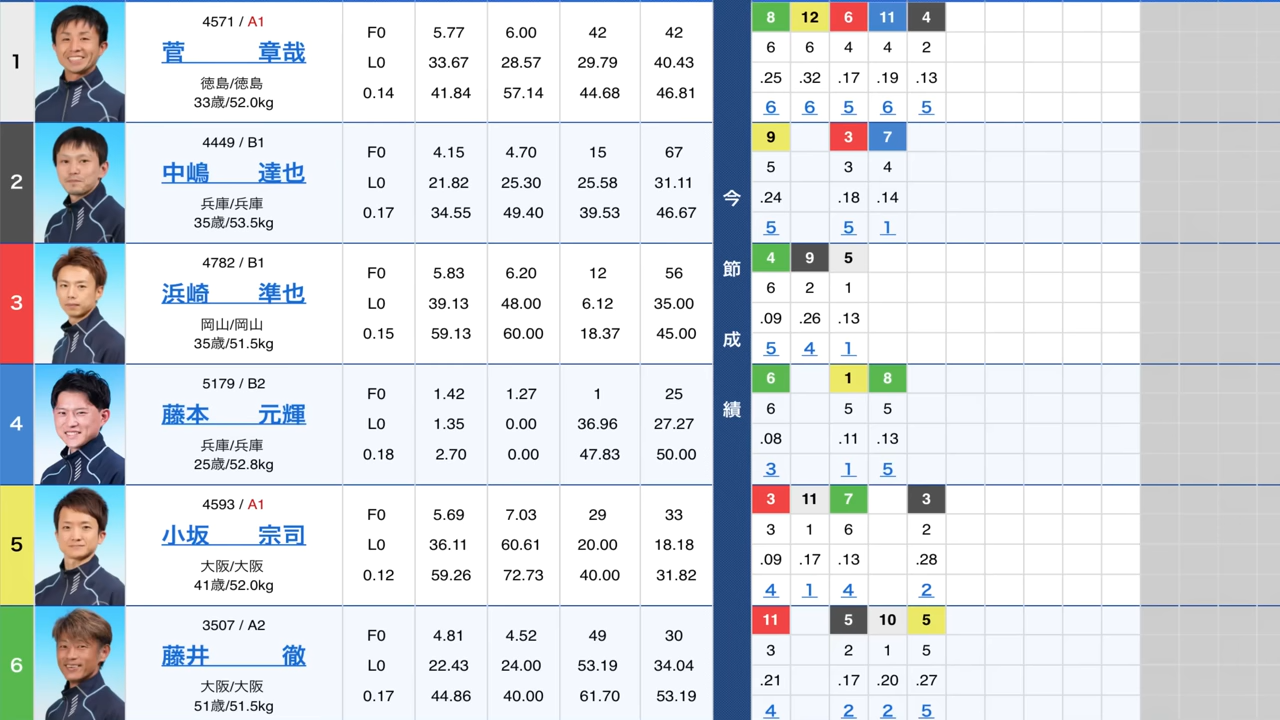 1
4571 / A1
菅 章哉
徳島/徳島
33歳/52.0kg
F0 5.77 6.00 42 42
L0 33.67 28.57 29.79 40.43
0.14 41.84 57.14 44.68 46.81
8 12 6 11 4
6 6 4 4 2
.25 .32 .17 .19 .13
6 6 5 6 5
2
4449 / B1
中嶋 達也
兵庫/兵庫
35歳/53.5kg
F0 4.15 4.70 15 67
L0 21.82 25.30 25.58 31.11
0.17 34.55 49.40 39.53 46.67
9 3 7
5 3 4
.24 .18 .14
5 5 1
3
4782 / B1
浜崎 準也
岡山/岡山
35歳/51.5kg
F0 5.83 6.20 12 56
L0 39.13 48.00 6.12 35.00
0.15 59.13 60.00 18.37 45.00
4 9 5
6 2 1
.09 .26 .13
5 4 1
4
5179 / B2
藤本 元輝
兵庫/兵庫
25歳/52.8kg
F0 1.42 1.27 1 25
L0 1.35 0.00 36.96 27.27
0.18 2.70 0.00 47.83 50.00
6 1 8
6 5 5
.08 .11 .13
3 1 5
5
4593 / A1
小坂 宗司
大阪/大阪
41歳/52.0kg
F0 5.69 7.03 29 33
L0 36.11 60.61 20.00 18.18
0.12 59.26 72.73 40.00 31.82
3 11 7 3
3 1 6 2
.09 .17 .13 .28
4 1 4 2
6
3507 / A2
藤井 徹
大阪/大阪
51歳/51.5kg
F0 4.81 4.52 49 30
L0 22.43 24.00 53.19 34.04
0.17 44.86 40.00 61.70 53.19
11 5 10 5
3 2 1 5
.21 .17 .20 .27
4 2 2 5
今節成績